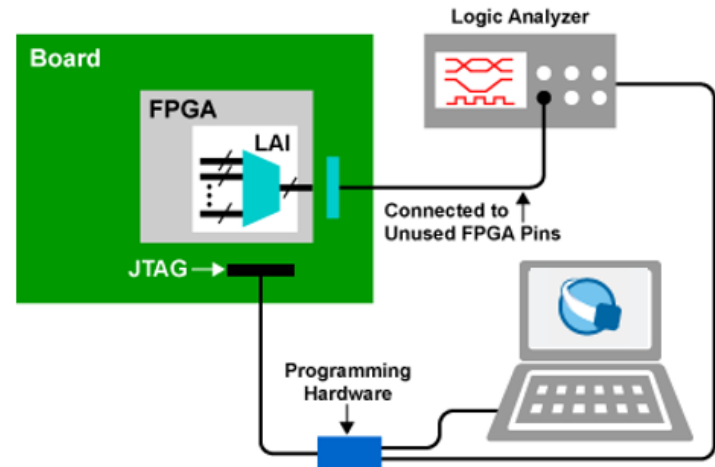 Logic Analyzer
Board
FPGA
LAI
Connected to
Unused FPGA Pins
JTAG
Programming
Hardware